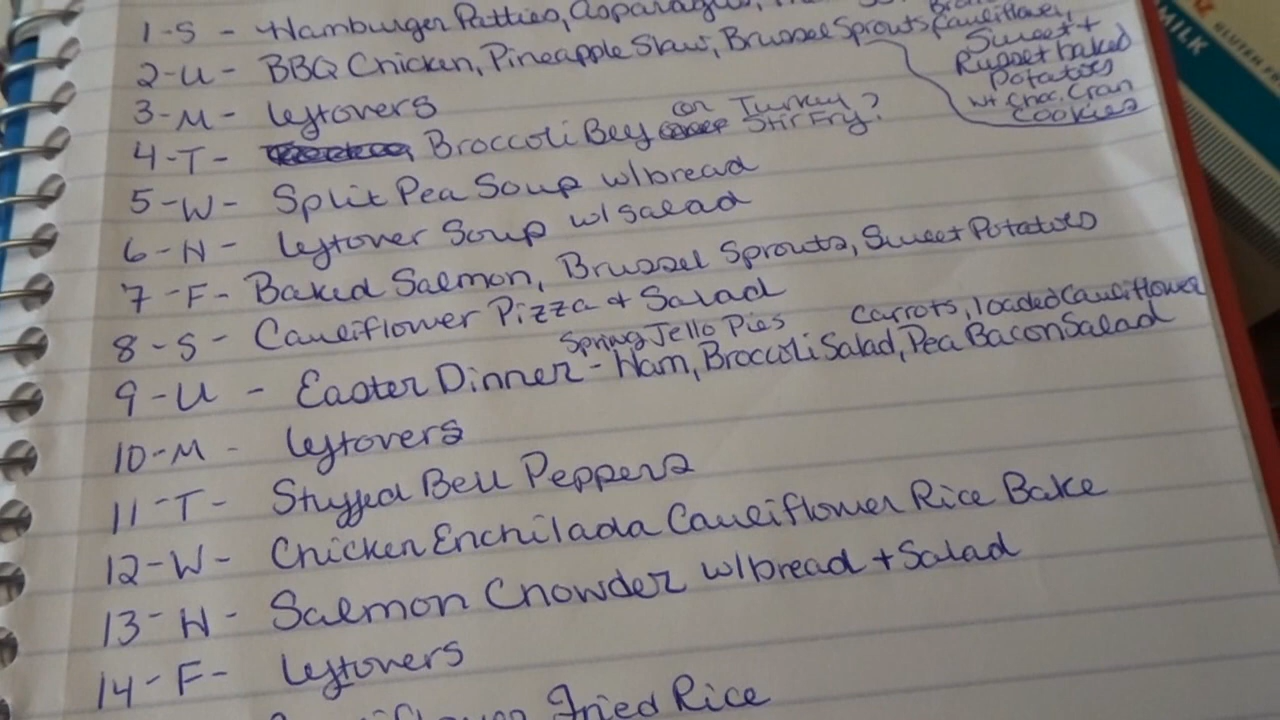 1-S - Hamburger Patties, Asparagus,
2-U- BBQ Chicken, Pineapple Slaw, Brussel Sprouts, Cauliflower,
Sweet +
Russet baked
Potatoes
w/ Choc. Cran
Cookies
3-M- leftovers
4-T- Broccoli Beef or Turkey Stir Fry?
5-W- Split Pea Soup w/bread
6-H- leftover Soup w/salad
7-F- Baked Salmon, Brussel Sprouts, Sweet Potatoes
8-S- Cauliflower Pizza + Salad
Spring Jello Pies Carrots, loaded Cauliflower
9-U - Easter Dinner - Ham, Broccoli Salad, Pea Bacon Salad
10-M - leftovers
11-T- Stuffed Bell Peppers
12-W- Chicken Enchilada Cauliflower Rice Bake
13-H- Salmon Chowder w/bread + Salad
14-F- leftovers
Fried Rice
MILK